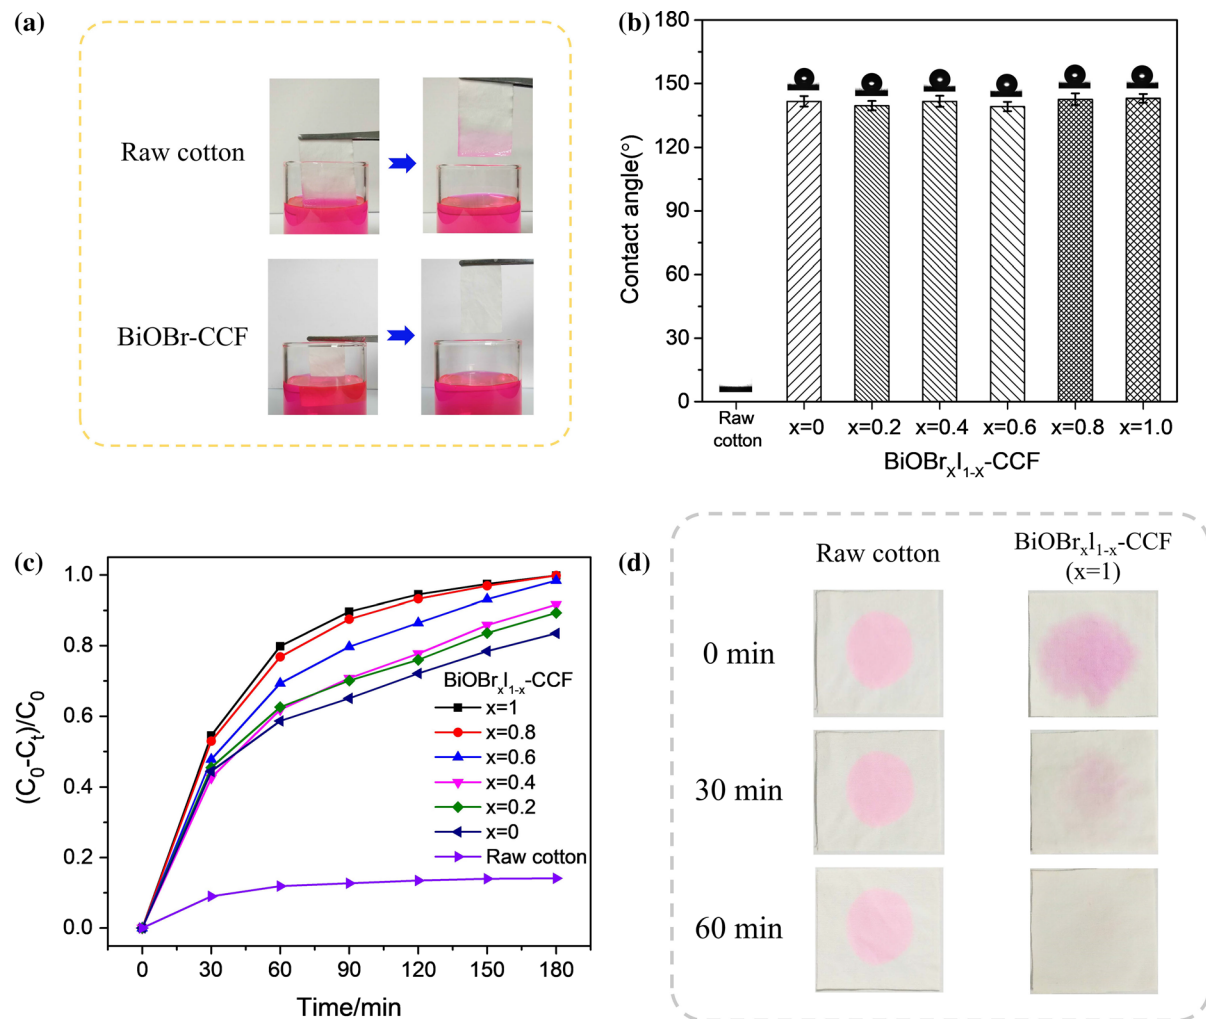 (a)
Raw cotton
BiOBr-CCF
(b)
Contact angle(°)
180
150
120
90
60
30
0
Raw
cotton
x=0
x=0.2
x=0.4
x=0.6
x=0.8
x=1.0
BiOBrₓI₁₋ₓ-CCF
(c)
(C₀-Cₜ)/C₀
1.0
0.8
0.6
0.4
0.2
0.0
BiOBrₓI₁₋ₓ-CCF
x=1
x=0.8
x=0.6
x=0.4
x=0.2
x=0
Raw cotton
0
30
60
90
120
150
180
Time/min
(d)
Raw cotton
BiOBrₓI₁₋ₓ-CCF
(x=1)
0 min
30 min
60 min